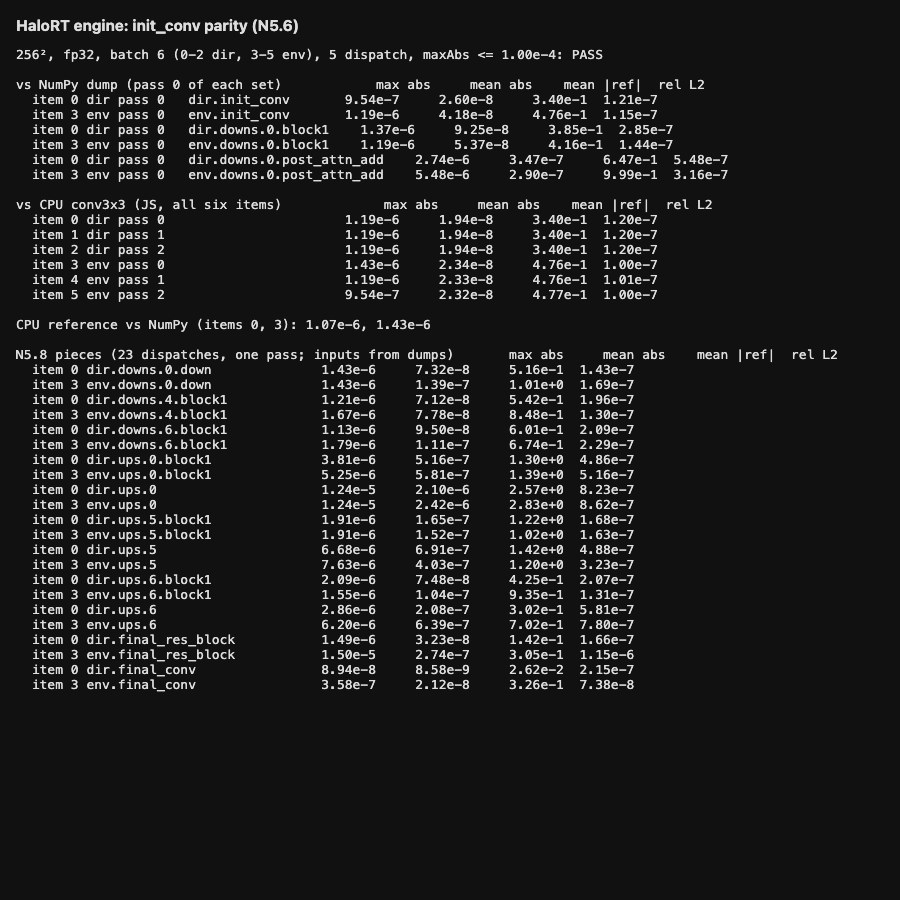 HaloRT engine: init_conv parity (N5.6)
256², fp32, batch 6 (0-2 dir, 3-5 env), 5 dispatch, maxAbs <= 1.00e-4: PASS
vs NumPy dump (pass 0 of each set) max abs mean abs mean |ref| rel L2
item 0 dir pass 0 dir.init_conv 9.54e-7 2.60e-8 3.40e-1 1.21e-7
item 3 env pass 0 env.init_conv 1.19e-6 4.18e-8 4.76e-1 1.15e-7
item 0 dir pass 0 dir.downs.0.block1 1.37e-6 9.25e-8 3.85e-1 2.85e-7
item 3 env pass 0 env.downs.0.block1 1.19e-6 5.37e-8 4.16e-1 1.44e-7
item 0 dir pass 0 dir.downs.0.post_attn_add 2.74e-6 3.47e-7 6.47e-1 5.48e-7
item 3 env pass 0 env.downs.0.post_attn_add 5.48e-6 2.90e-7 9.99e-1 3.16e-7
vs CPU conv3x3 (JS, all six items) max abs mean abs mean |ref| rel L2
item 0 dir pass 0 1.19e-6 1.94e-8 3.40e-1 1.20e-7
item 1 dir pass 1 1.19e-6 1.94e-8 3.40e-1 1.20e-7
item 2 dir pass 2 1.19e-6 1.94e-8 3.40e-1 1.20e-7
item 3 env pass 0 1.43e-6 2.34e-8 4.76e-1 1.00e-7
item 4 env pass 1 1.19e-6 2.33e-8 4.76e-1 1.01e-7
item 5 env pass 2 9.54e-7 2.32e-8 4.77e-1 1.00e-7
CPU reference vs NumPy (items 0, 3): 1.07e-6, 1.43e-6
N5.8 pieces (23 dispatches, one pass; inputs from dumps) max abs mean abs mean |ref| rel L2
item 0 dir.downs.0.down 1.43e-6 7.32e-8 5.16e-1 1.43e-7
item 3 env.downs.0.down 1.43e-6 1.39e-7 1.01e+0 1.69e-7
item 0 dir.downs.4.block1 1.21e-6 7.12e-8 5.42e-1 1.96e-7
item 3 env.downs.4.block1 1.67e-6 7.78e-8 8.48e-1 1.30e-7
item 0 dir.downs.6.block1 1.13e-6 9.50e-8 6.01e-1 2.09e-7
item 3 env.downs.6.block1 1.79e-6 1.11e-7 6.74e-1 2.29e-7
item 0 dir.ups.0.block1 3.81e-6 5.16e-7 1.30e+0 4.86e-7
item 3 env.ups.0.block1 5.25e-6 5.81e-7 1.39e+0 5.16e-7
item 0 dir.ups.0 1.24e-5 2.10e-6 2.57e+0 8.23e-7
item 3 env.ups.0 1.24e-5 2.42e-6 2.83e+0 8.62e-7
item 0 dir.ups.5.block1 1.91e-6 1.65e-7 1.22e+0 1.68e-7
item 3 env.ups.5.block1 1.91e-6 1.52e-7 1.02e+0 1.63e-7
item 0 dir.ups.5 6.68e-6 6.91e-7 1.42e+0 4.88e-7
item 3 env.ups.5 7.63e-6 4.03e-7 1.20e+0 3.23e-7
item 0 dir.ups.6.block1 2.09e-6 7.48e-8 4.25e-1 2.07e-7
item 3 env.ups.6.block1 1.55e-6 1.04e-7 9.35e-1 1.31e-7
item 0 dir.ups.6 2.86e-6 2.08e-7 3.02e-1 5.81e-7
item 3 env.ups.6 6.20e-6 6.39e-7 7.02e-1 7.80e-7
item 0 dir.final_res_block 1.49e-6 3.23e-8 1.42e-1 1.66e-7
item 3 env.final_res_block 1.50e-5 2.74e-7 3.05e-1 1.15e-6
item 0 dir.final_conv 8.94e-8 8.58e-9 2.62e-2 2.15e-7
item 3 env.final_conv 3.58e-7 2.12e-8 3.26e-1 7.38e-8